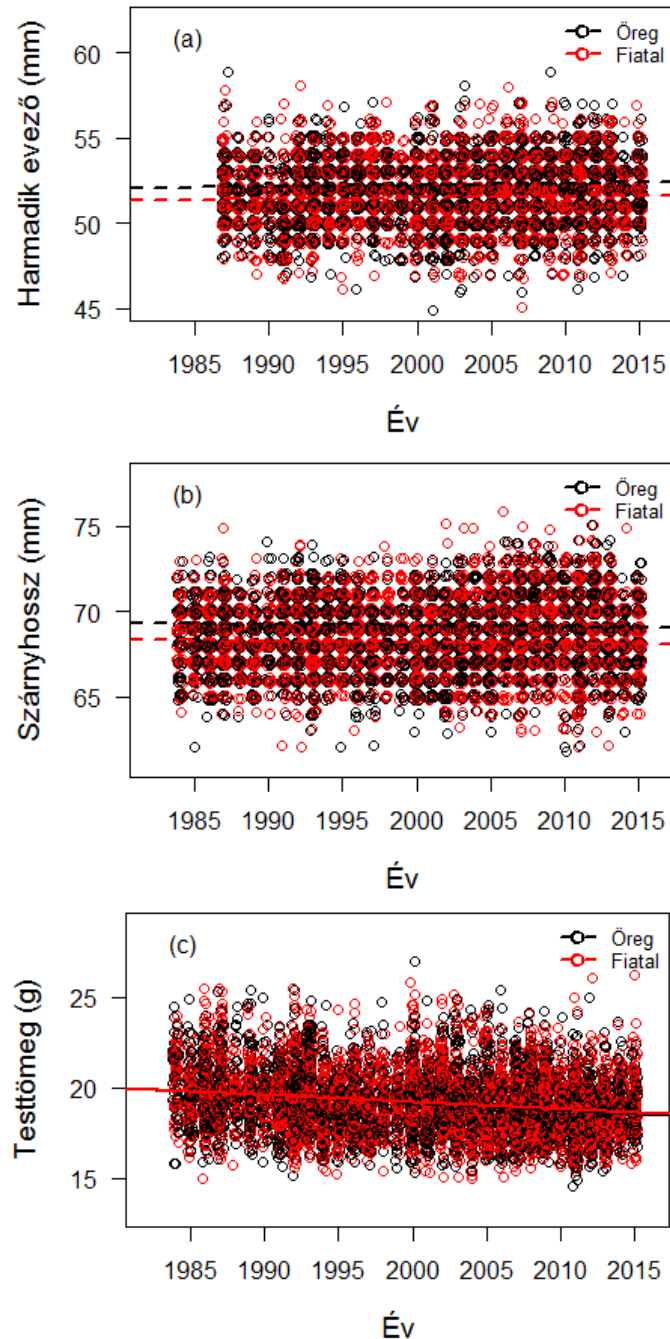 (a)
Öreg
Fiatal
Harmadik evező (mm)
60
55
50
45
1985 1990 1995 2000 2005 2010 2015
Év
(b)
Öreg
Fiatal
Szárnyhossz (mm)
75
70
65
1985 1990 1995 2000 2005 2010 2015
Év
(c)
Öreg
Fiatal
Testtömeg (g)
25
20
15
1985 1990 1995 2000 2005 2010 2015
Év